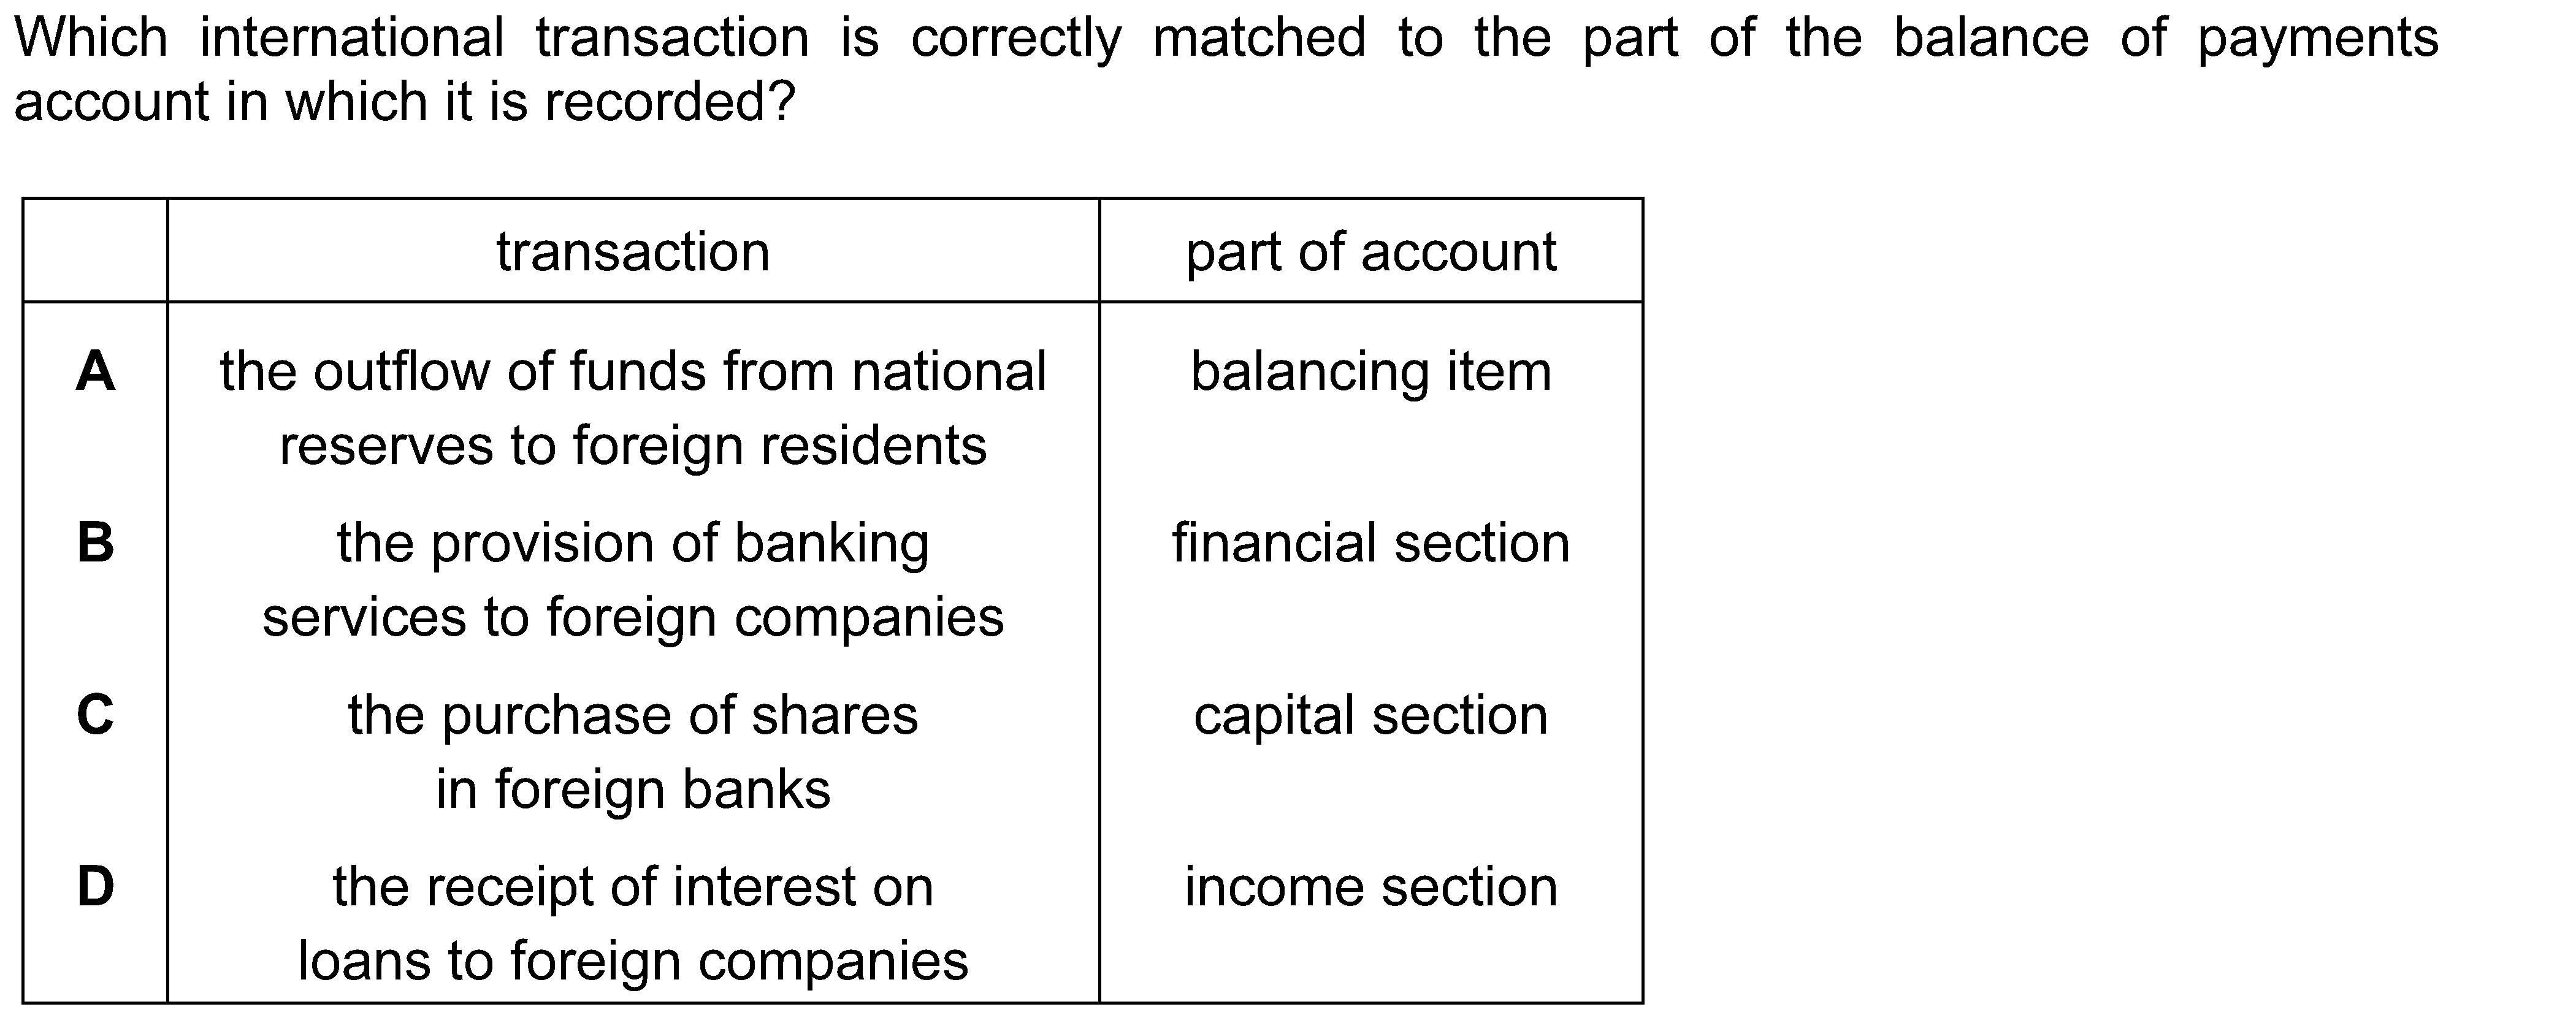 Which international transaction is correctly matched to the part of the balance of payments
account in which it is recorded?
transaction part of account
A the outflow of funds from national balancing item
reserves to foreign residents
B the provision of banking financial section
services to foreign companies
C the purchase of shares capital section
in foreign banks
D the receipt of interest on income section
loans to foreign companies